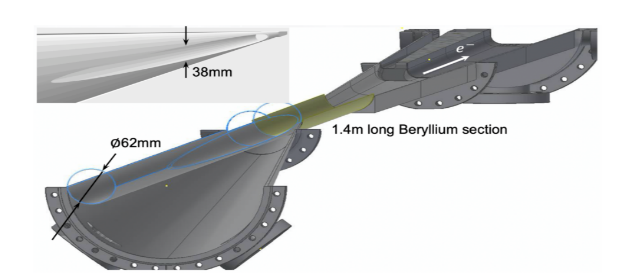 38mm
e⁻
1.4m long Beryllium section
Ø62mm